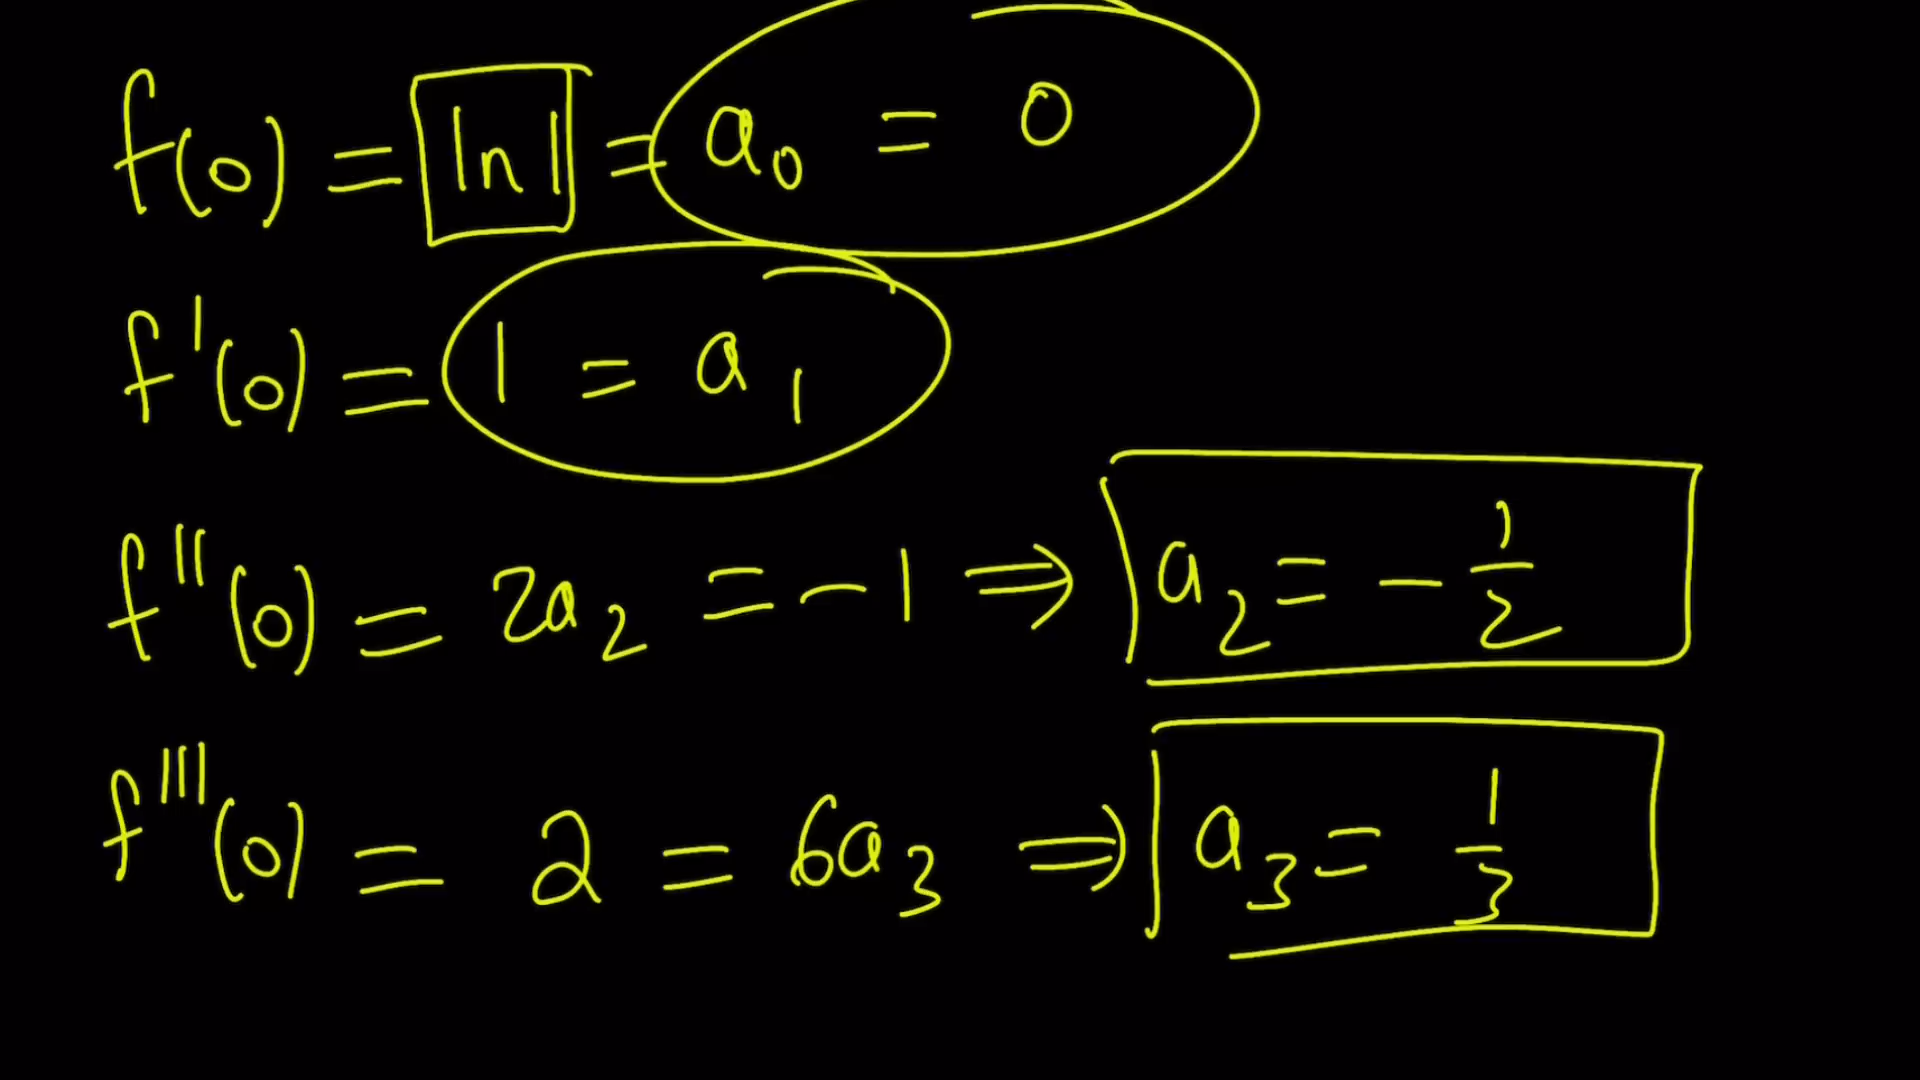 f(0) = ln1 = a₀ = 0
f'(0) = 1 = a₁
f''(0) = 2a₂ = -1 ⇒ a₂ = -1/2
f'''(0) = 2 = 6a₃ ⇒ a₃ = 1/3